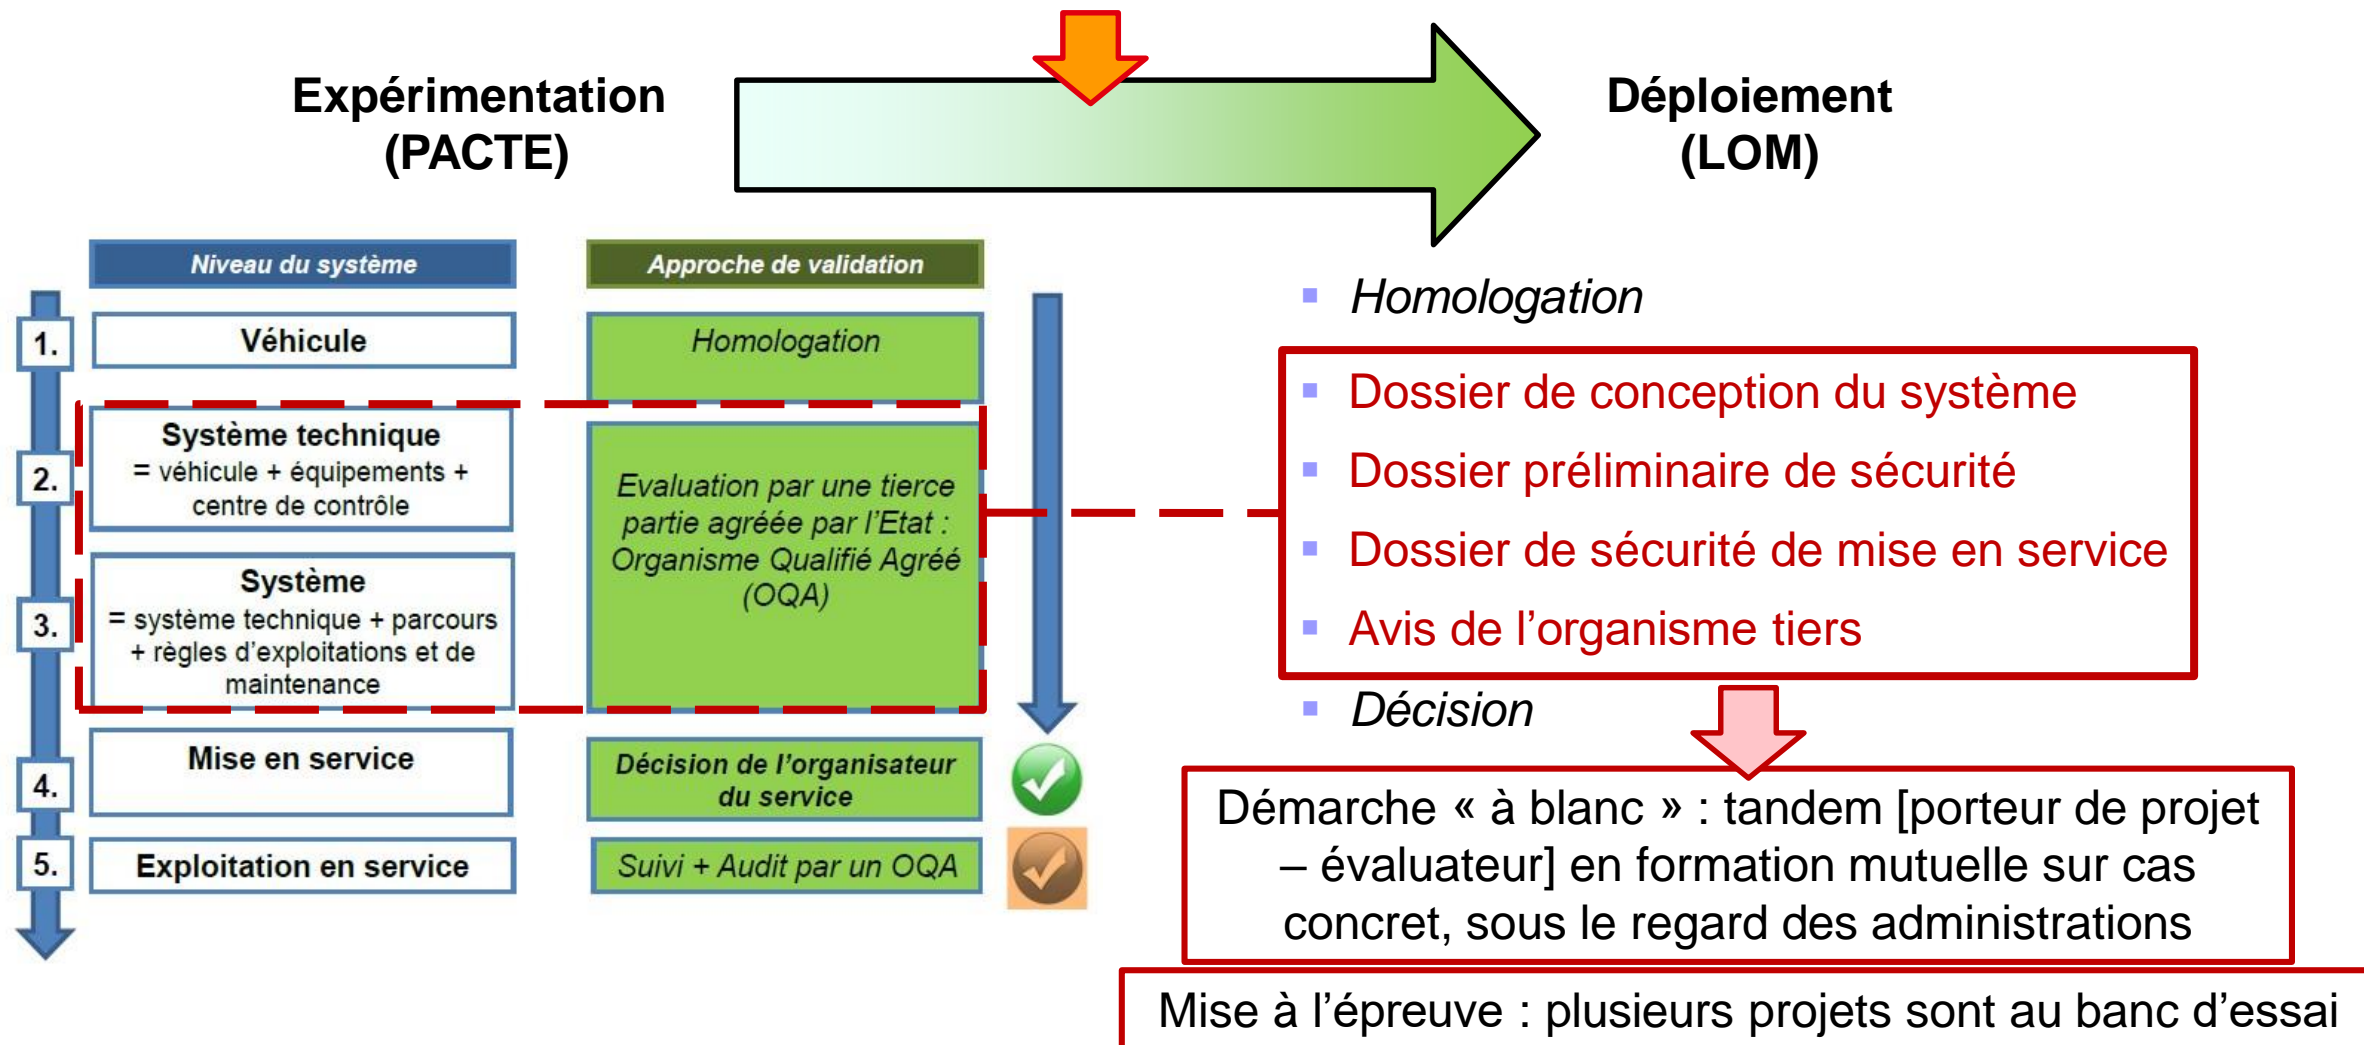 Expérimentation
(PACTE)
Déploiement
(LOM)
Niveau du système
Approche de validation
1.
Véhicule
Homologation
2.
Système technique
= véhicule + équipements +
centre de contrôle
Evaluation par une tierce
partie agréée par l'Etat :
Organisme Qualifié Agréé
(OQA)
3.
Système
= système technique + parcours
+ règles d'exploitations et de
maintenance
4.
Mise en service
Décision de l'organisateur
du service
5.
Exploitation en service
Suivi + Audit par un OQA
Homologation
Dossier de conception du système
Dossier préliminaire de sécurité
Dossier de sécurité de mise en service
Avis de l’organisme tiers
Décision
Démarche « à blanc » : tandem [porteur de projet
– évaluateur] en formation mutuelle sur cas
concret, sous le regard des administrations
Mise à l’épreuve : plusieurs projets sont au banc d’essai